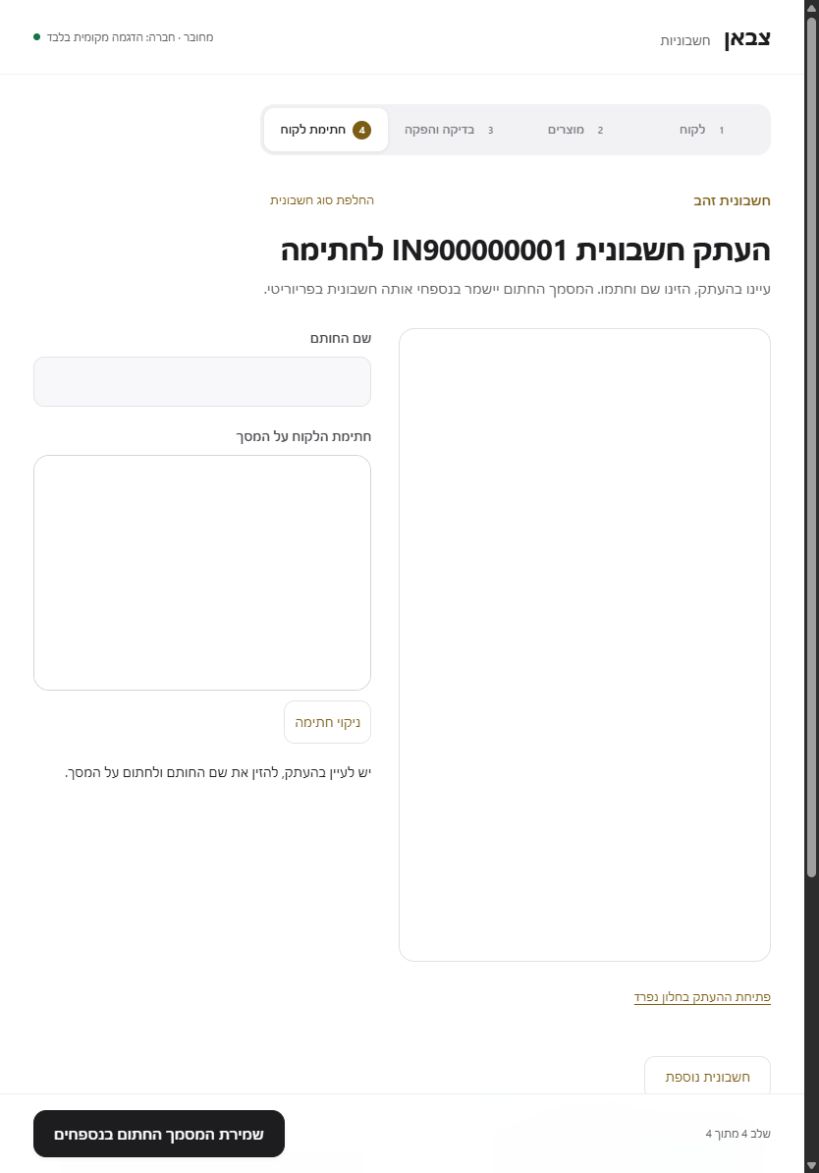 צבאן חשבוניות
מחובר · חברה: הדגמה מקומית בלבד
1 לקוח
2 מוצרים
3 בדיקה והפקה
4 חתימת לקוח
חשבונית זהב
החלפת סוג חשבונית
העתק חשבונית IN900000001 לחתימה
עיינו בהעתק, הזינו שם וחתמו. המסמך החתום יישמר בנספחי אותה חשבונית בפריוריטי.
שם החותם
חתימת הלקוח על המסך
ניקוי חתימה
יש לעיין בהעתק, להזין את שם החותם ולחתום על המסך.
פתיחת ההעתק בחלון נפרד
חשבונית נוספת
שלב 4 מתוך 4
שמירת המסמך החתום בנספחים